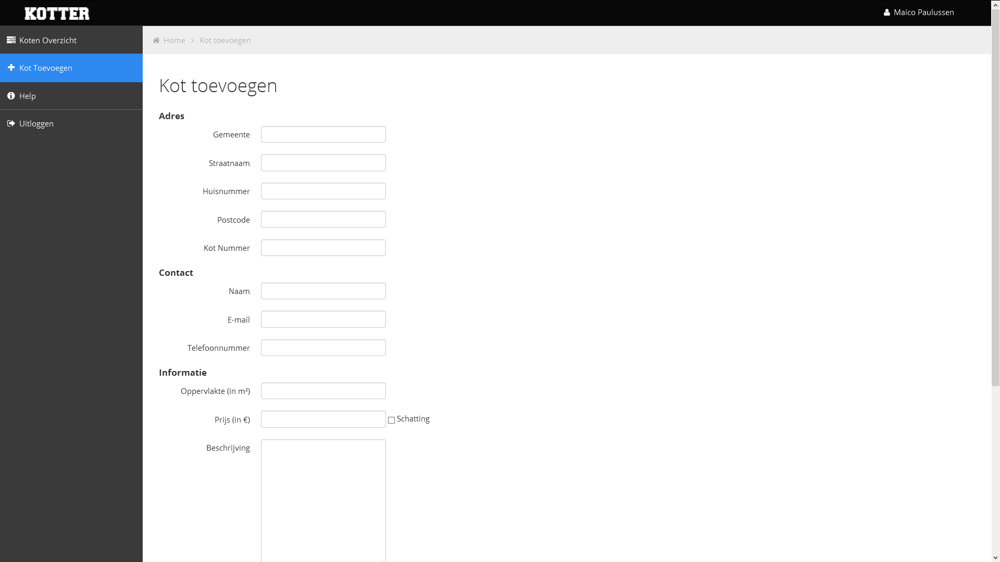 KOTTER
Maico Paulussen
Koten Overzicht
Kot Toevoegen
Help
Uitloggen
Home > Kot toevoegen
Kot toevoegen
Adres
Gemeente
Straatnaam
Huisnummer
Postcode
Kot Nummer
Contact
Naam
E-mail
Telefoonnummer
Informatie
Oppervlakte (in m²)
Prijs (in €) Schatting
Beschrijving